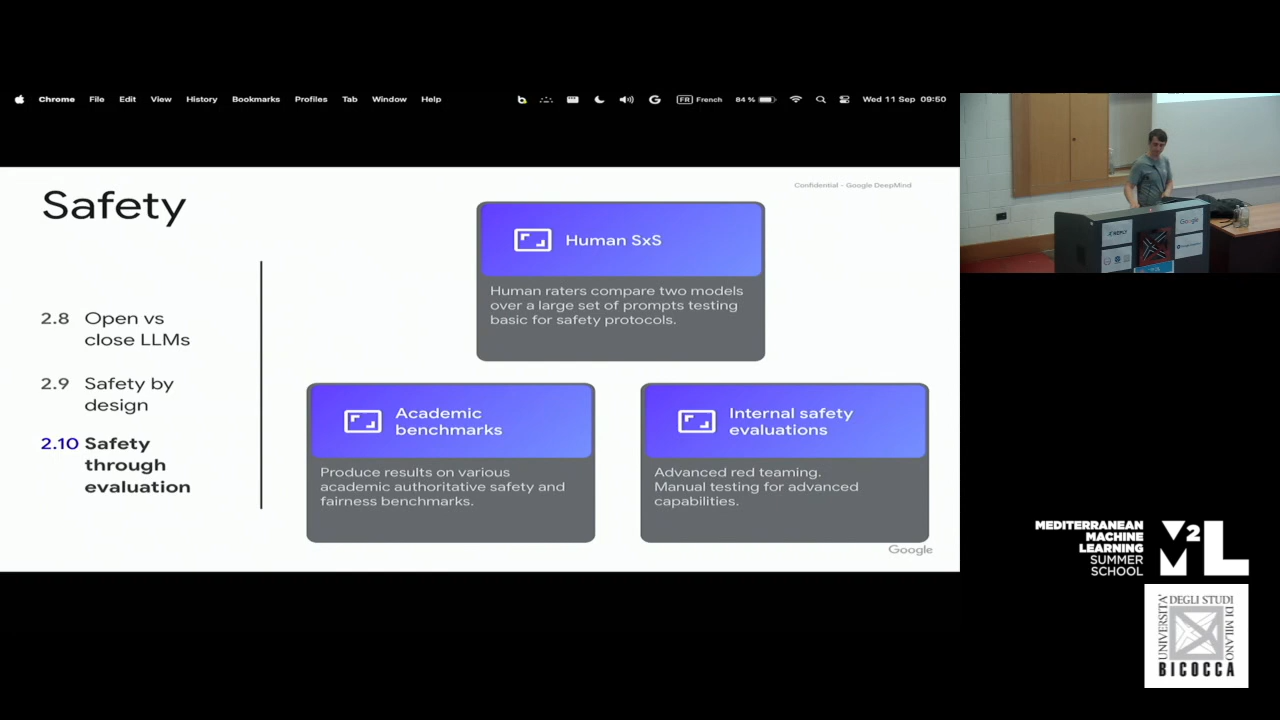 Chrome File Edit View History Bookmarks Profiles Tab Window Help
FR French 84 % Wed 11 Sep 09:50
Confidential - Google DeepMind
Safety
2.8 Open vs
close LLMs
2.9 Safety by
design
2.10 Safety
through
evaluation
Human SxS
Human raters compare two models
over a large set of prompts testing
basic for safety protocols.
Academic
benchmarks
Produce results on various
academic authoritative safety and
fairness benchmarks.
Internal safety
evaluations
Advanced red teaming.
Manual testing for advanced
capabilities.
Google
Google
MEDITERRANEAN
MACHINE
LEARNING
SUMMER
SCHOOL
M2L
UNIVERSITÀ
DEGLI STUDI
DI MILANO
BICOCCA